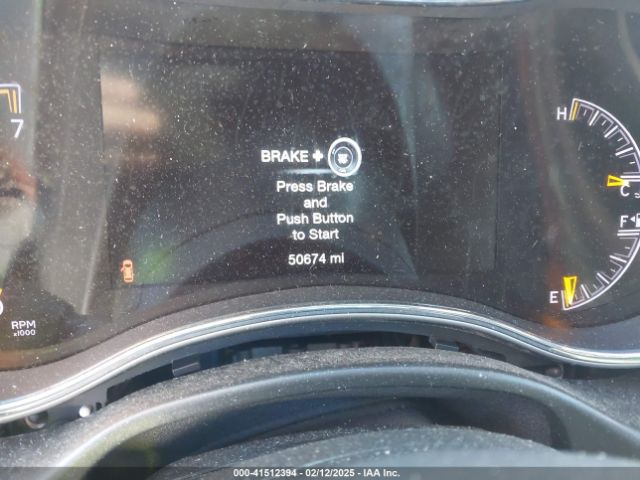 7
H
BRAKE +
Press Brake
and
Push Button
to Start
C
F
50674 mi
E
RPM
x1000
000-41512394 - 02/12/2025 - IAA Inc.